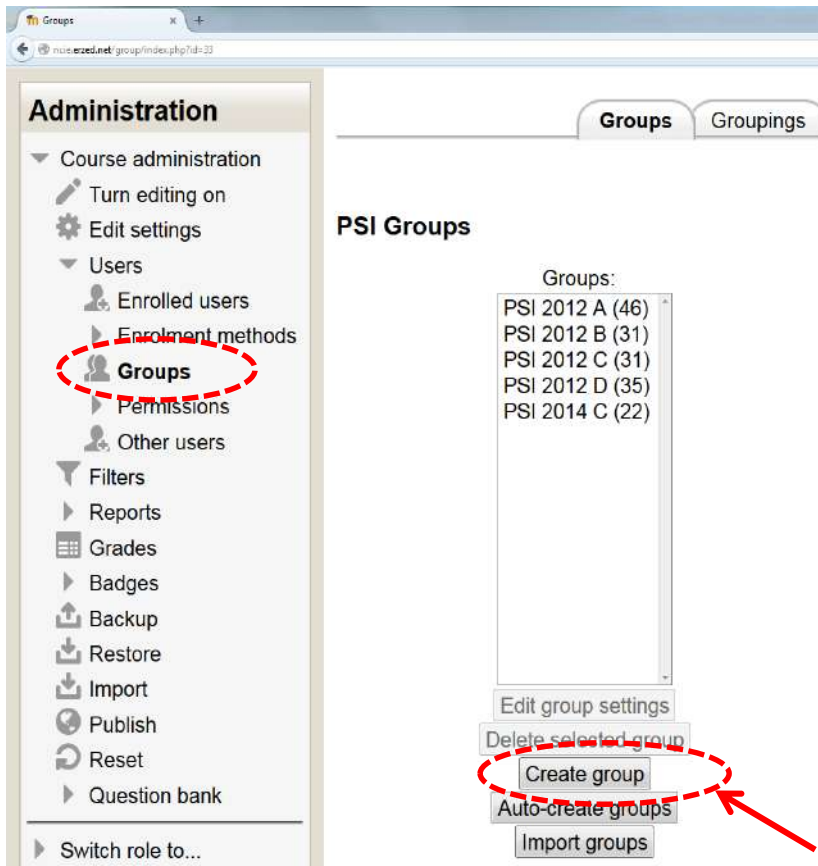 Groups × +
ncie.erzed.net/group/index.php?id=33
Administration
Course administration
Turn editing on
Edit settings
Users
Enrolled users
Enrolment methods
Groups
Permissions
Other users
Filters
Reports
Grades
Badges
Backup
Restore
Import
Publish
Reset
Question bank
Switch role to...
Groups Groupings
PSI Groups
Groups:
PSI 2012 A (46)
PSI 2012 B (31)
PSI 2012 C (31)
PSI 2012 D (35)
PSI 2014 C (22)
Edit group settings
Delete selected group
Create group
Auto-create groups
Import groups